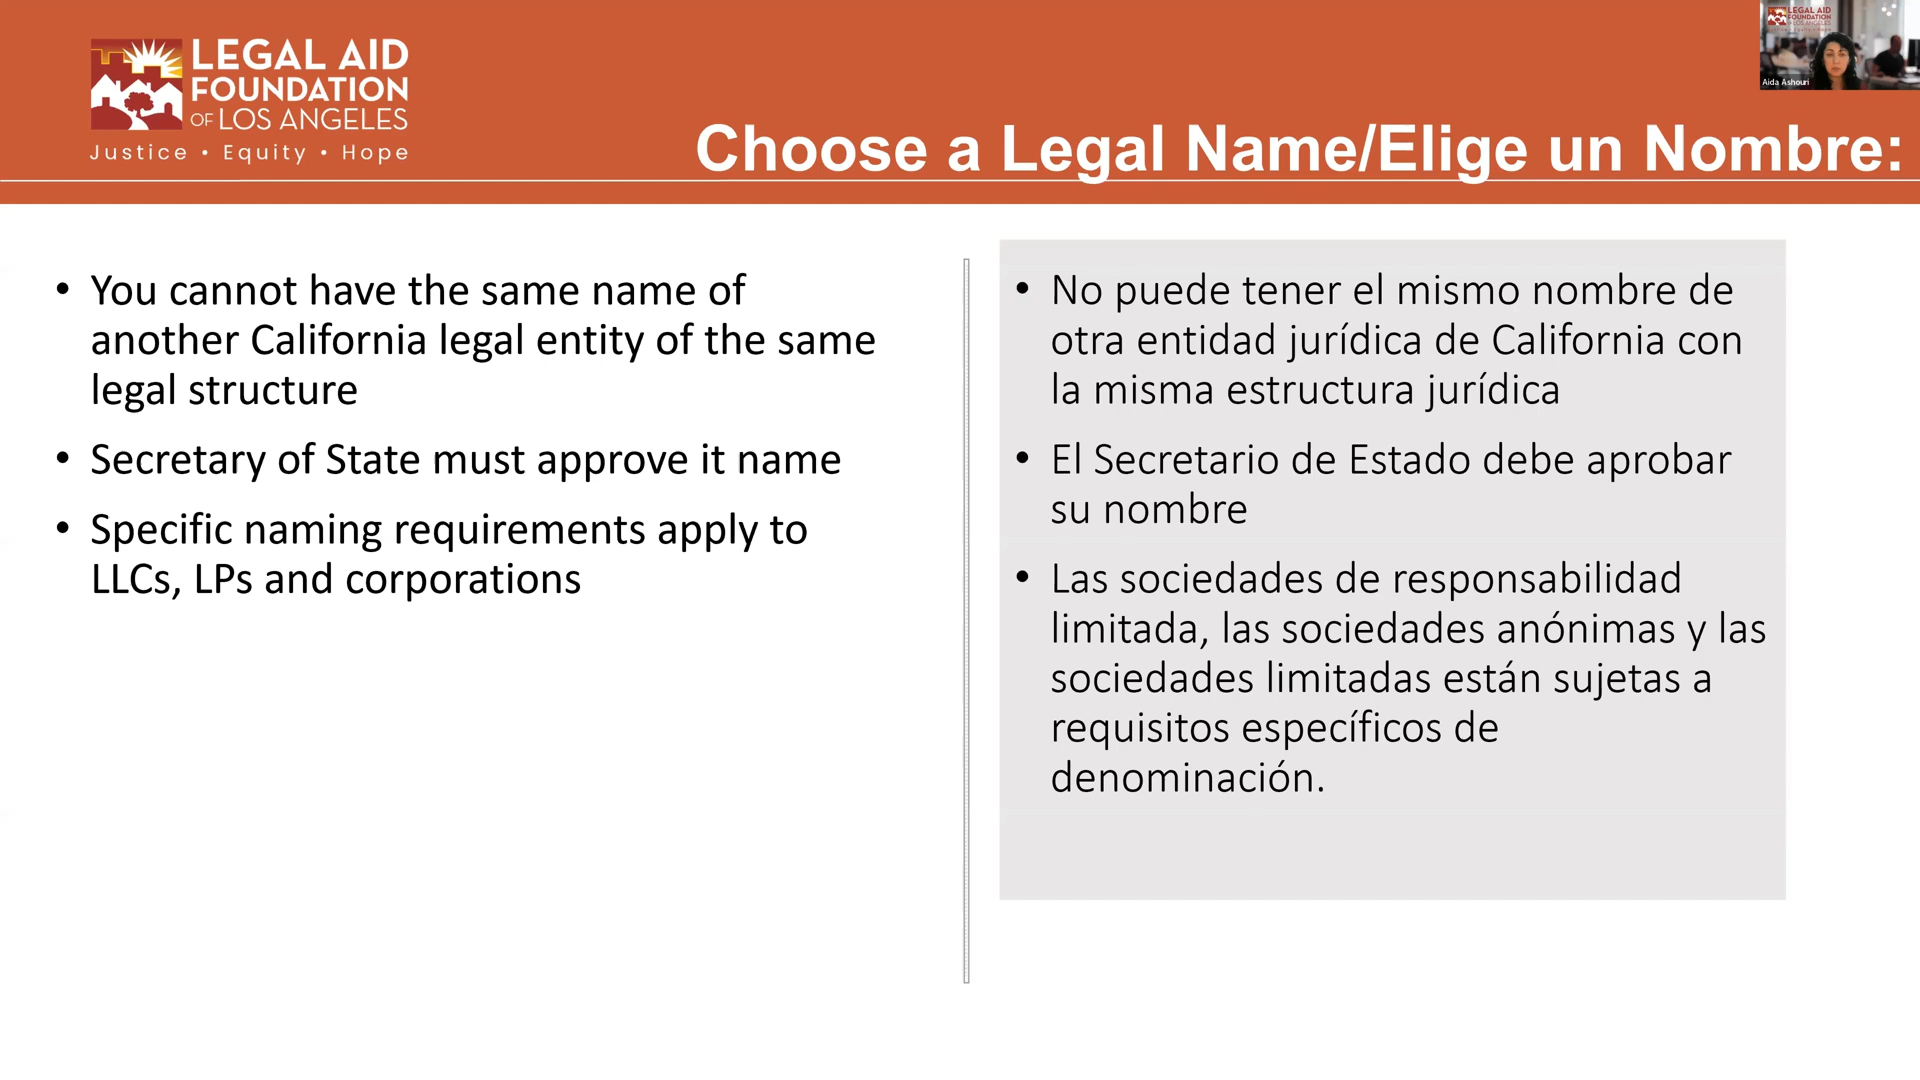 LEGAL AID
FOUNDATION
OF LOS ANGELES
Justice • Equity • Hope
LEGAL AID
FOUNDATION
Aida Ashouri
Choose a Legal Name/Elige un Nombre:
• You cannot have the same name of
another California legal entity of the same
legal structure
• Secretary of State must approve it name
• Specific naming requirements apply to
LLCs, LPs and corporations
• No puede tener el mismo nombre de
otra entidad jurídica de California con
la misma estructura jurídica
• El Secretario de Estado debe aprobar
su nombre
• Las sociedades de responsabilidad
limitada, las sociedades anónimas y las
sociedades limitadas están sujetas a
requisitos específicos de
denominación.